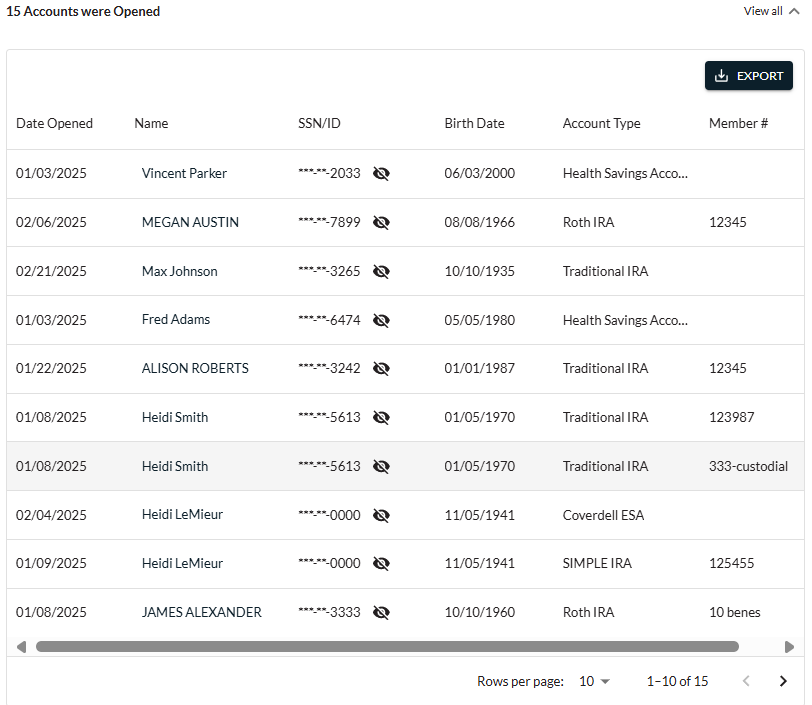 15 Accounts were Opened View all
EXPORT
Date Opened Name SSN/ID Birth Date Account Type Member #
01/03/2025 Vincent Parker ***-**-2033 06/03/2000 Health Savings Acco...
02/06/2025 MEGAN AUSTIN ***-**-7899 08/08/1966 Roth IRA 12345
02/21/2025 Max Johnson ***-**-3265 10/10/1935 Traditional IRA
01/03/2025 Fred Adams ***-**-6474 05/05/1980 Health Savings Acco...
01/22/2025 ALISON ROBERTS ***-**-3242 01/01/1987 Traditional IRA 12345
01/08/2025 Heidi Smith ***-**-5613 01/05/1970 Traditional IRA 123987
01/08/2025 Heidi Smith ***-**-5613 01/05/1970 Traditional IRA 333-custodial
02/04/2025 Heidi LeMieur ***-**-0000 11/05/1941 Coverdell ESA
01/09/2025 Heidi LeMieur ***-**-0000 11/05/1941 SIMPLE IRA 125455
01/08/2025 JAMES ALEXANDER ***-**-3333 10/10/1960 Roth IRA 10 benes
Rows per page: 10 1–10 of 15